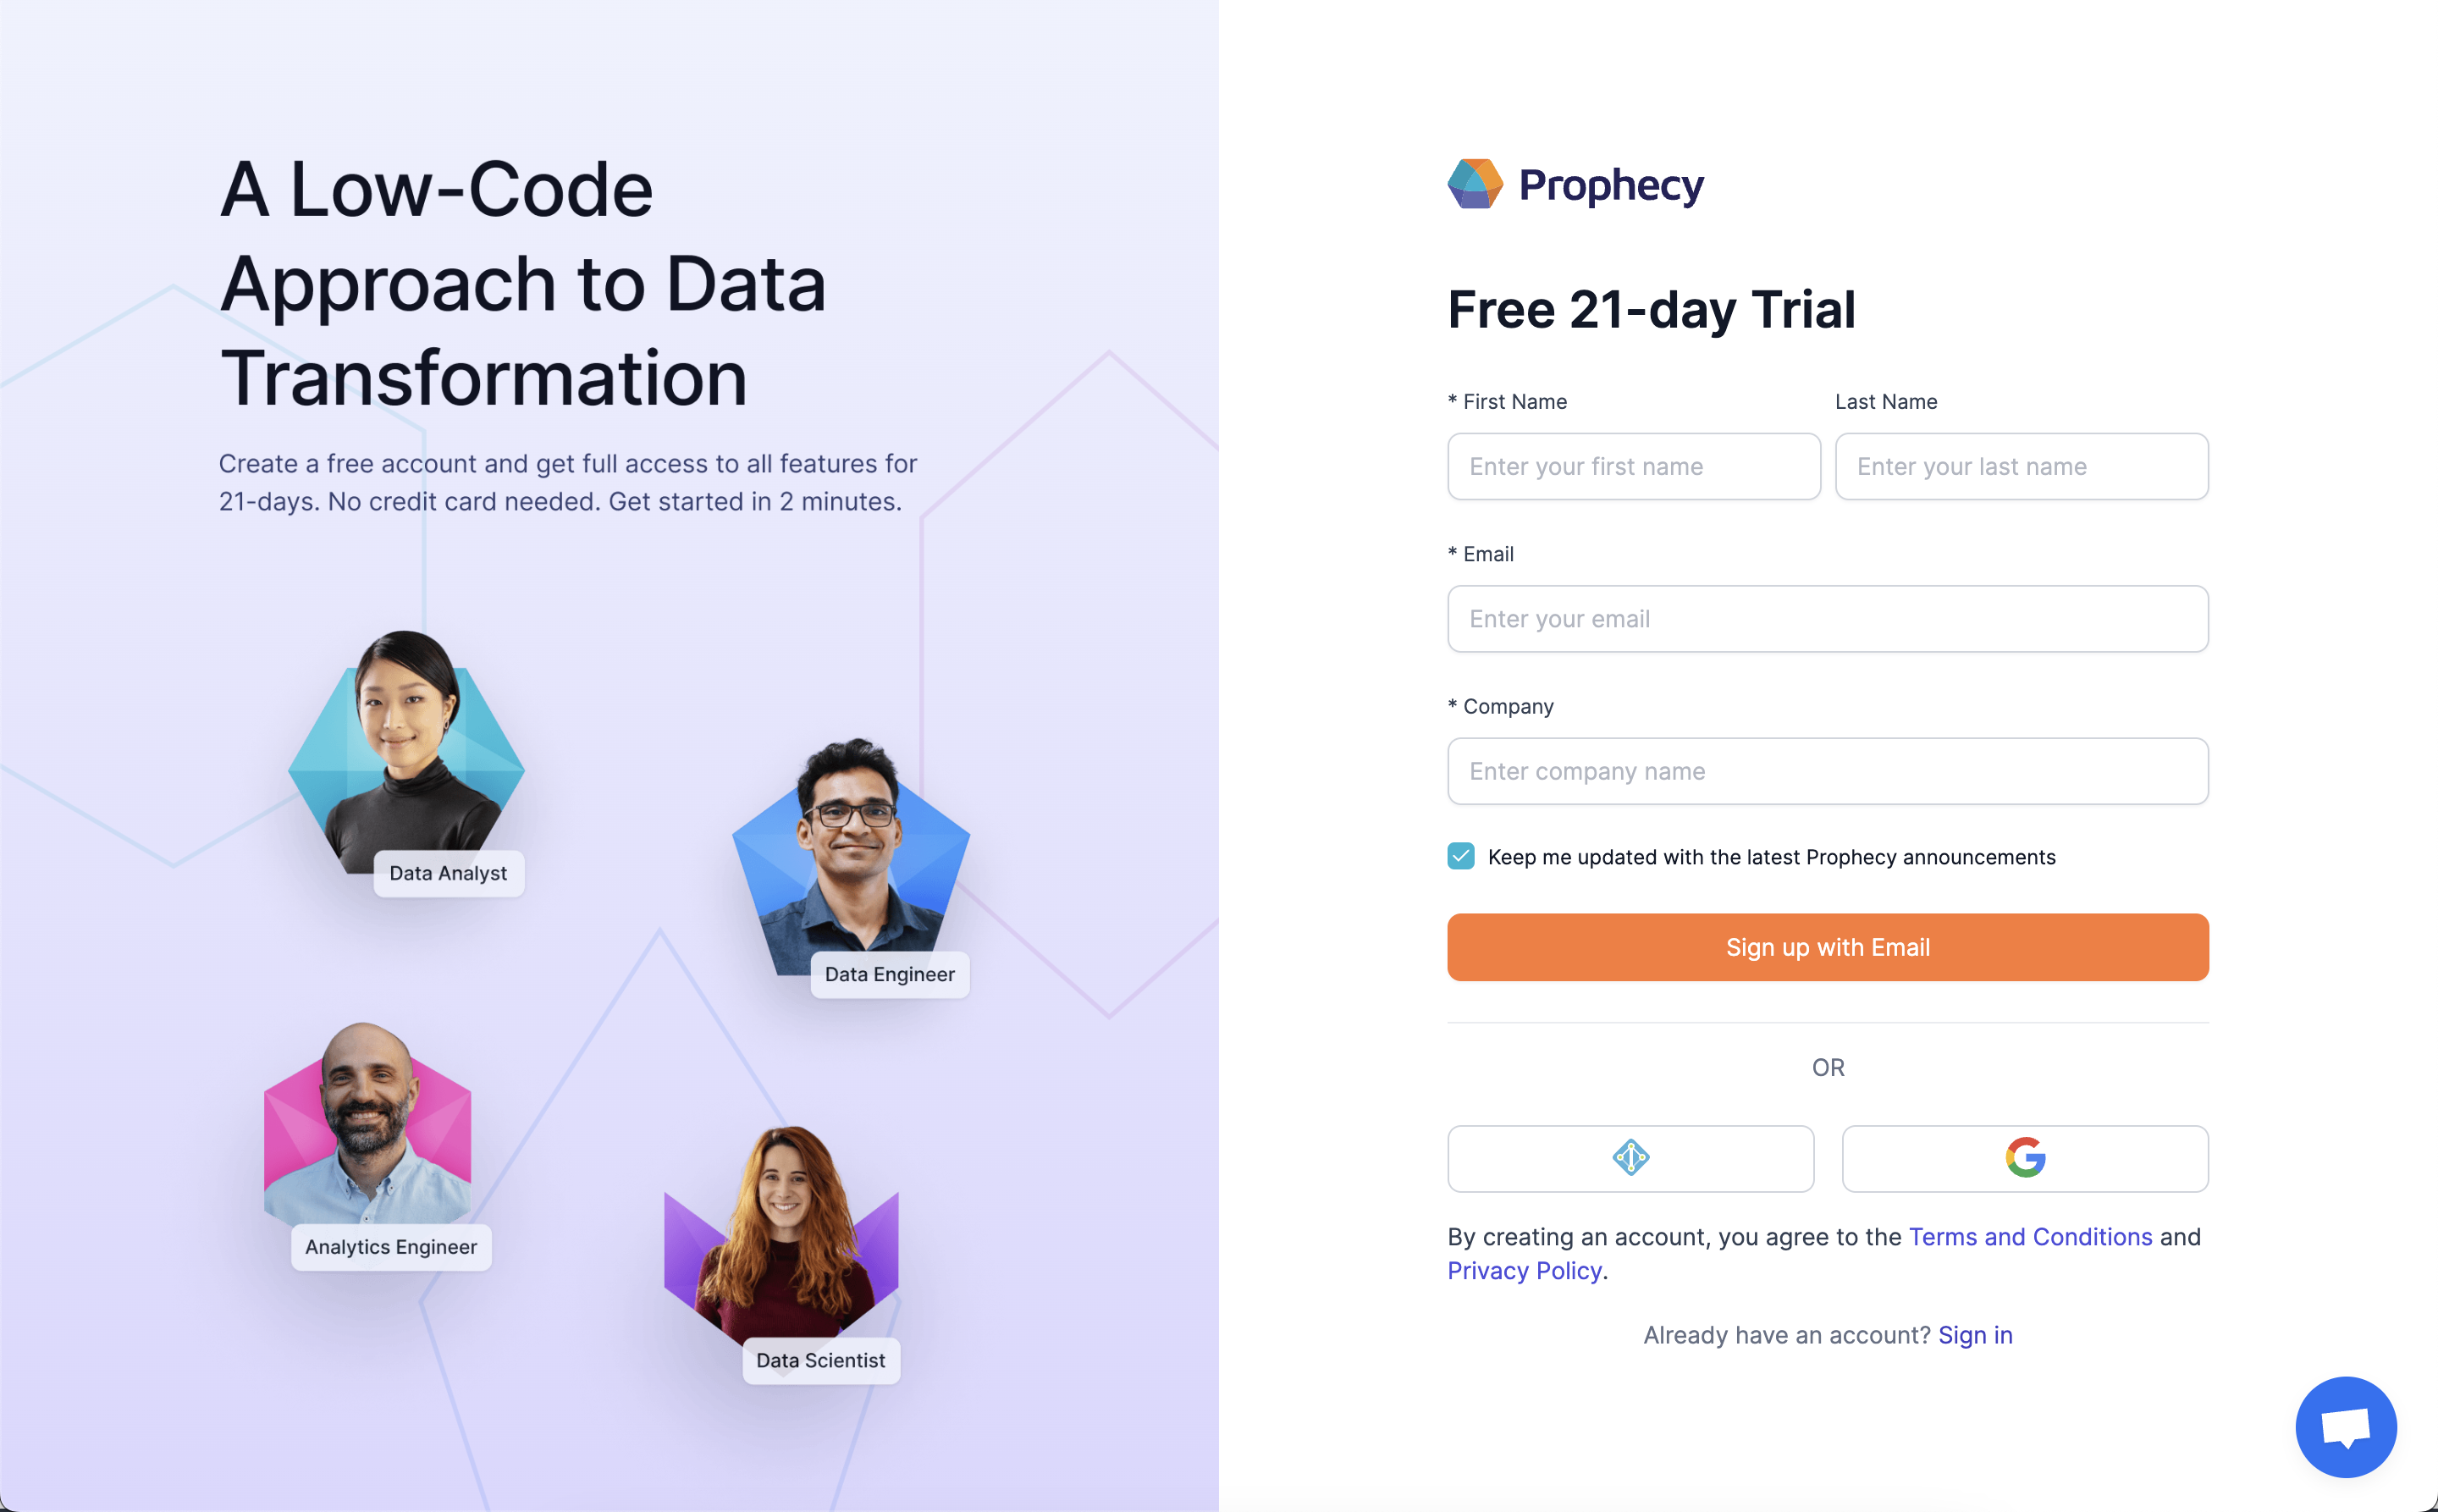 A Low-Code
Approach to Data
Transformation
Create a free account and get full access to all features for
21-days. No credit card needed. Get started in 2 minutes.
Data Analyst
Data Engineer
Analytics Engineer
Data Scientist
Prophecy
Free 21-day Trial
* First Name
Last Name
Enter your first name
Enter your last name
* Email
Enter your email
* Company
Enter company name
Keep me updated with the latest Prophecy announcements
Sign up with Email
OR
By creating an account, you agree to the Terms and Conditions and
Privacy Policy.
Already have an account? Sign in